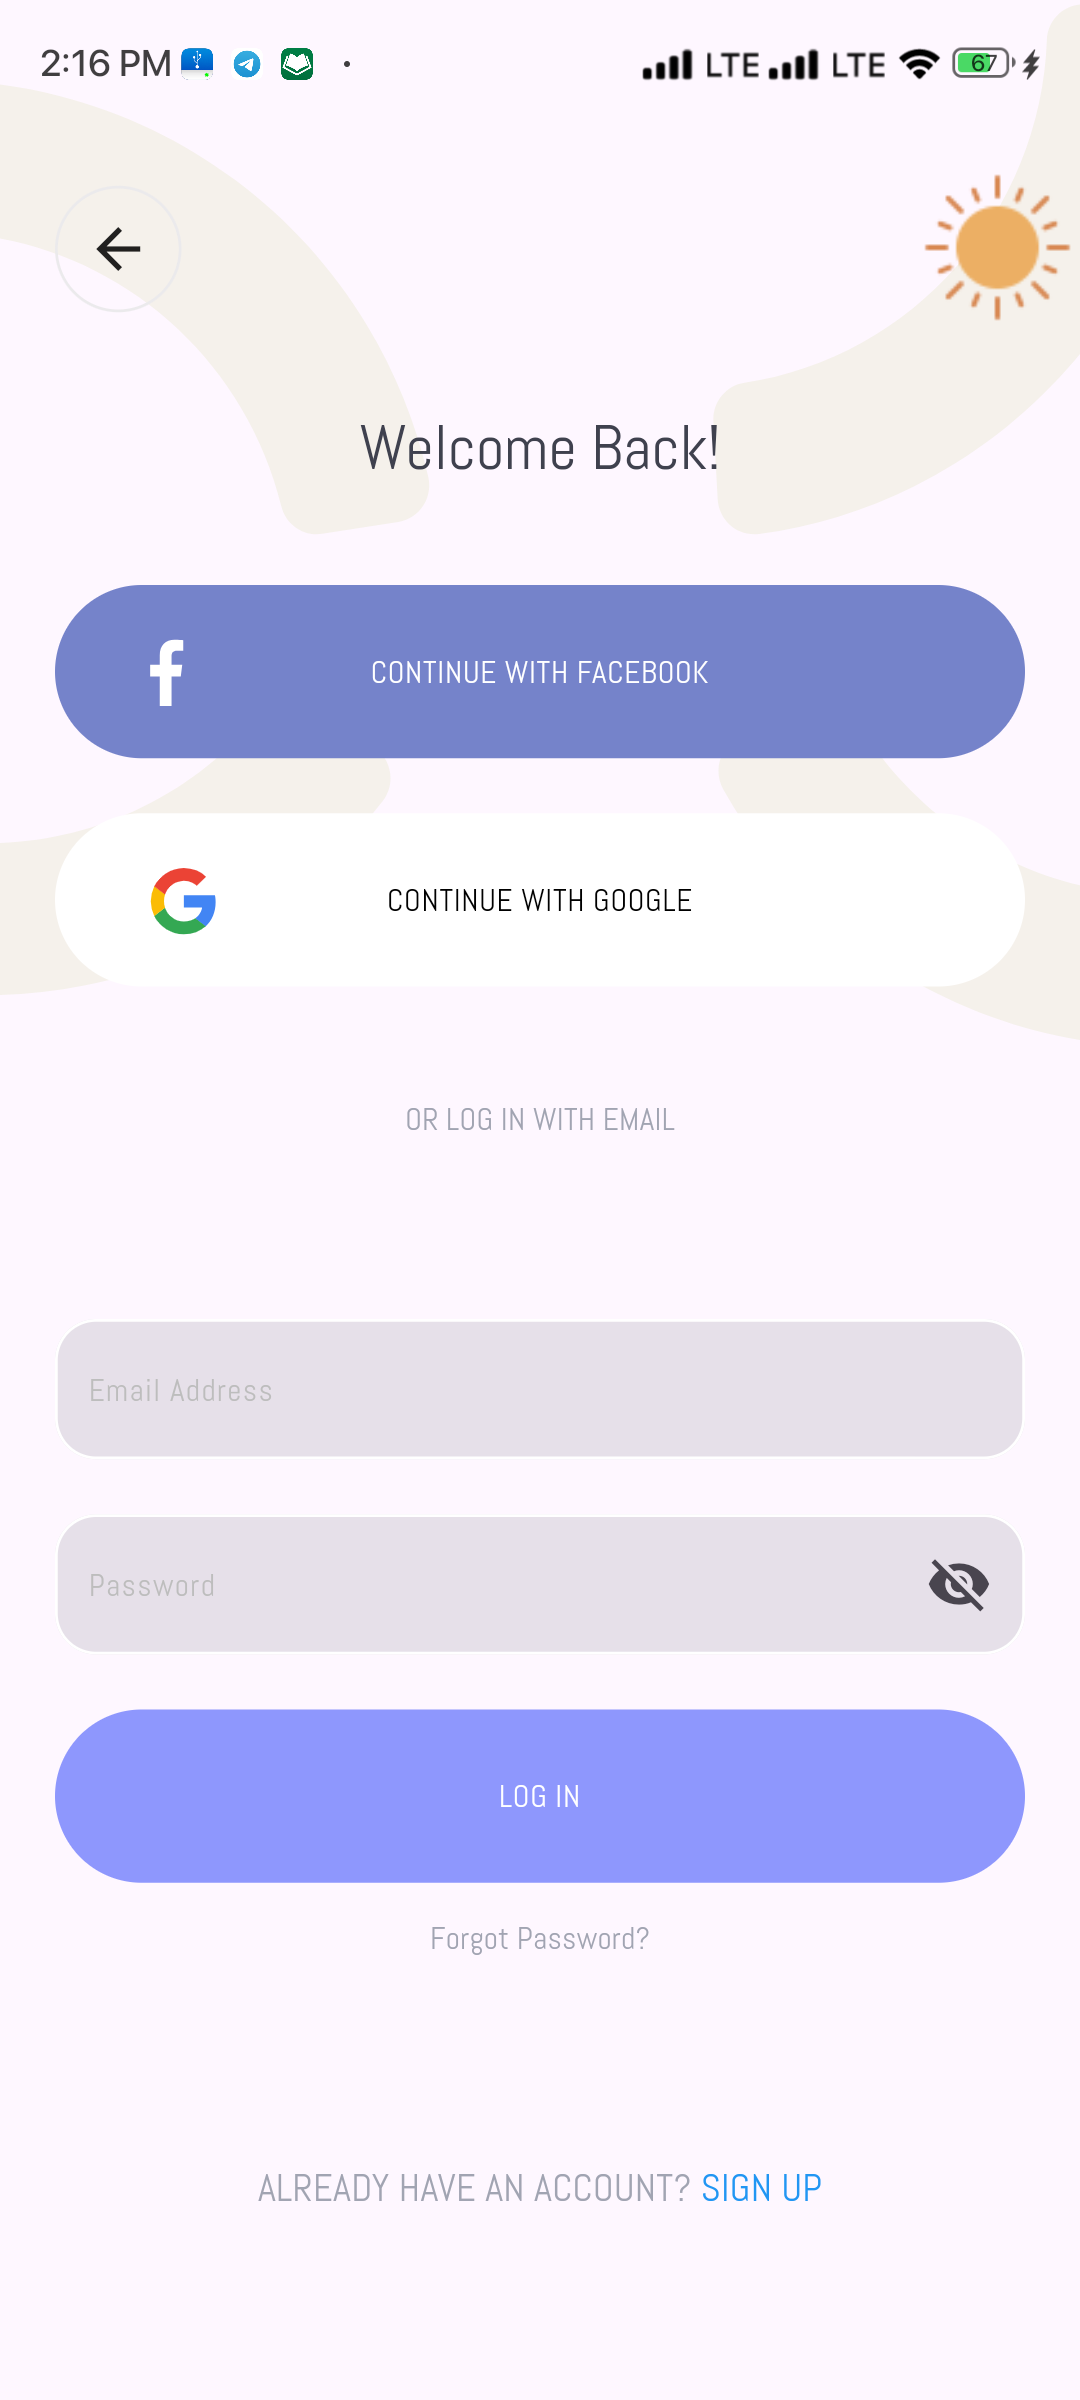 2:16 PM LTE LTE 67
Welcome Back!
CONTINUE WITH FACEBOOK
CONTINUE WITH GOOGLE
OR LOG IN WITH EMAIL
Email Address
Password
LOG IN
Forgot Password?
ALREADY HAVE AN ACCOUNT? SIGN UP